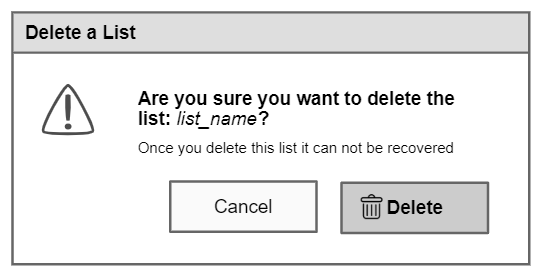 Delete a List
Are you sure you want to delete the
list: list_name?
Once you delete this list it can not be recovered
Cancel
Delete